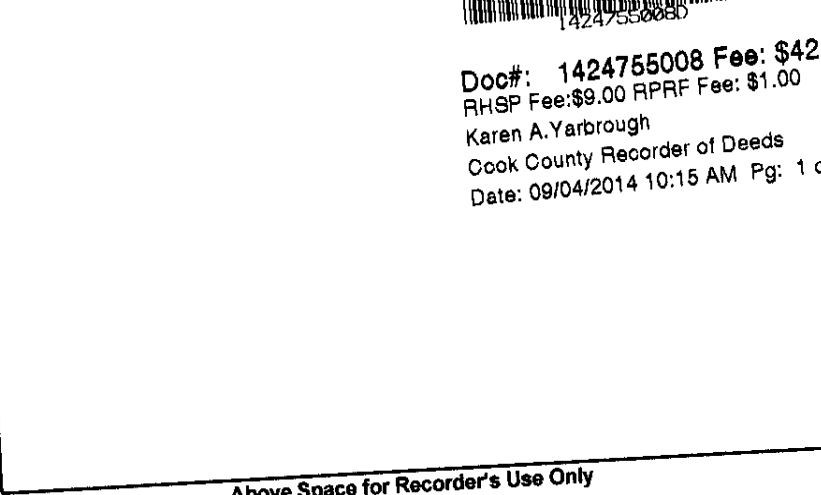 1424755008D
Doc#: 1424755008 Fee: $42
RHSP Fee:$9.00 RPRF Fee: $1.00
Karen A.Yarbrough
Cook County Recorder of Deeds
Date: 09/04/2014 10:15 AM Pg: 1
Above Space for Recorder's Use Only